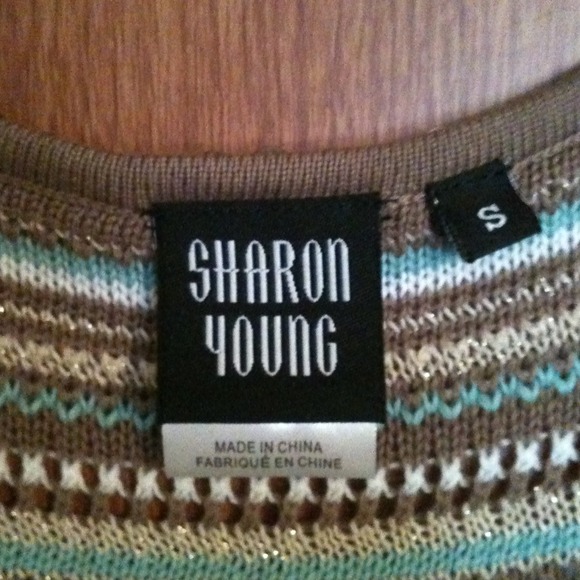 SHARON
YOUNG
S
MADE IN CHINA
FABRIQUÉ EN CHINE